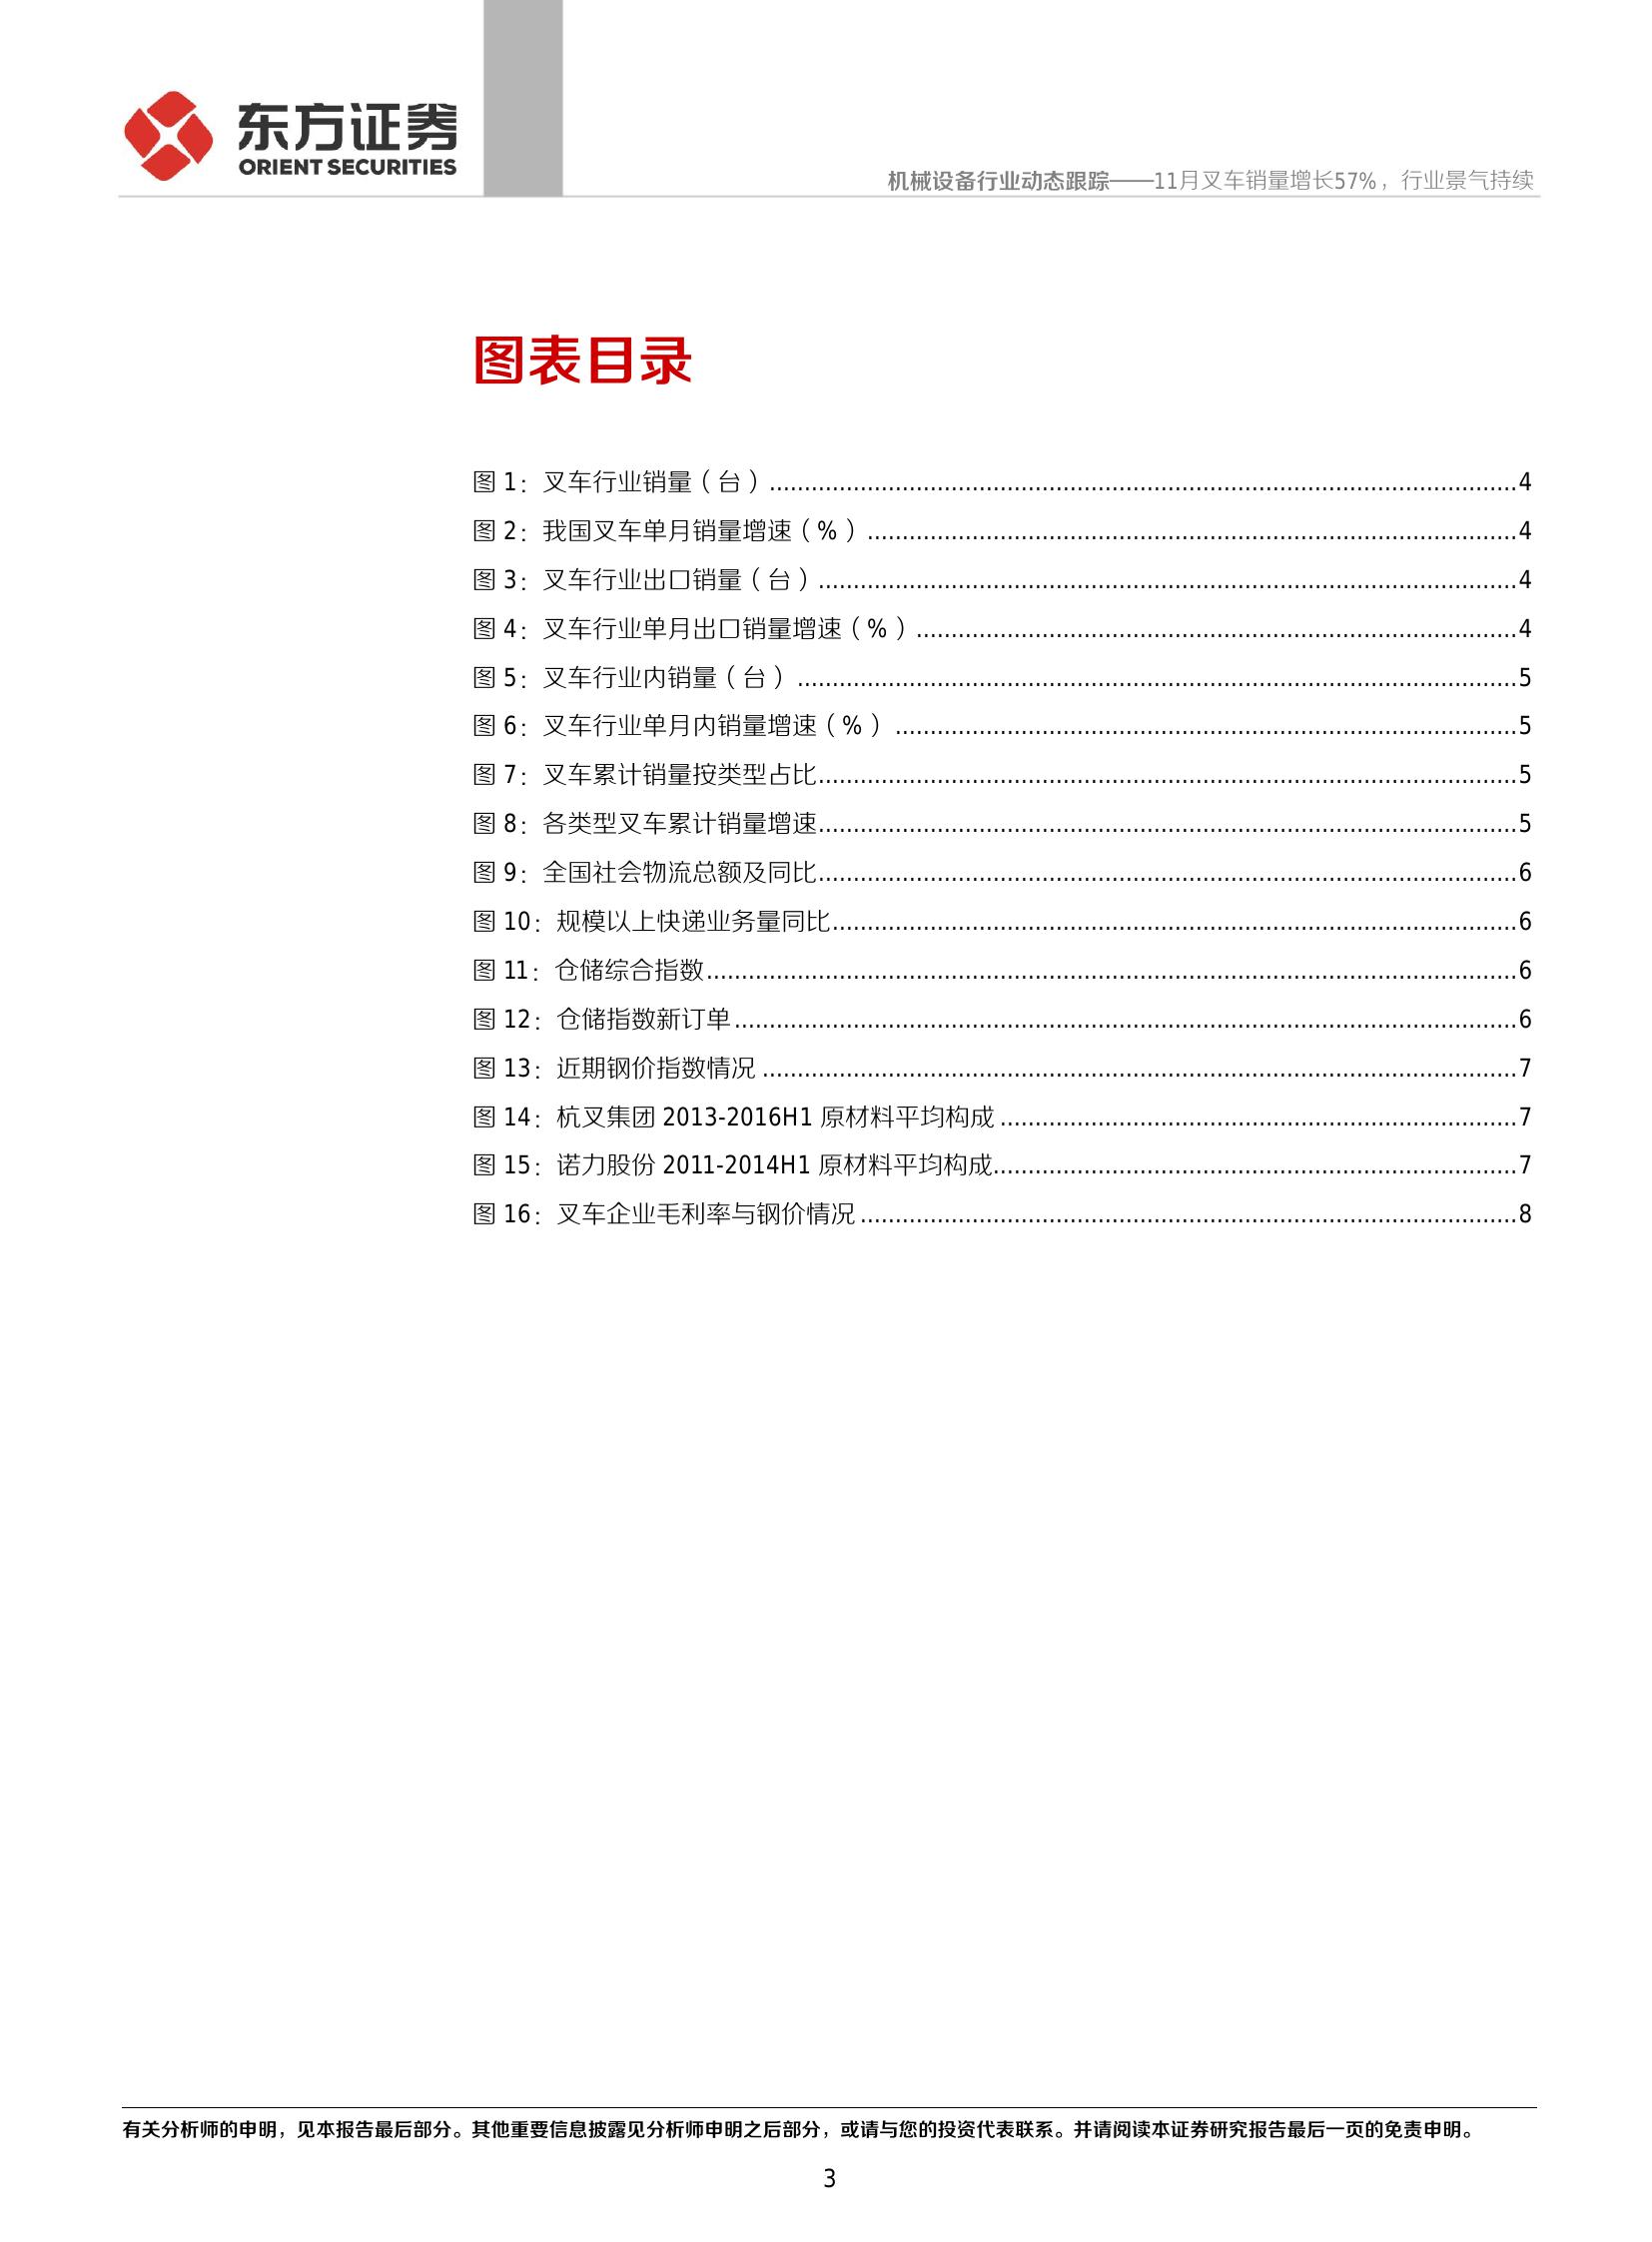 东方证券
ORIENT SECURITIES
机械设备行业动态跟踪——11月叉车销量增长57%，行业景气持续
图表目录
图 1：叉车行业销量（台）........................................4
图 2：我国叉车单月销量增速（%）........................................4
图 3：叉车行业出口销量（台）........................................4
图 4：叉车行业单月出口销量增速（%）........................................4
图 5：叉车行业内销量（台）........................................5
图 6：叉车行业单月内销量增速（%）........................................5
图 7：叉车累计销量按类型占比........................................5
图 8：各类型叉车累计销量增速........................................5
图 9：全国社会物流总额及同比........................................6
图 10：规模以上快递业务量同比........................................6
图 11：仓储综合指数........................................6
图 12：仓储指数新订单........................................6
图 13：近期钢价指数情况........................................7
图 14：杭叉集团 2013-2016H1 原材料平均构成........................................7
图 15：诺力股份 2011-2014H1 原材料平均构成........................................7
图 16：叉车企业毛利率与钢价情况........................................8
有关分析师的申明，见本报告最后部分。其他重要信息披露见分析师申明之后部分，或请与您的投资代表联系。并请阅读本证券研究报告最后一页的免责申明。
3